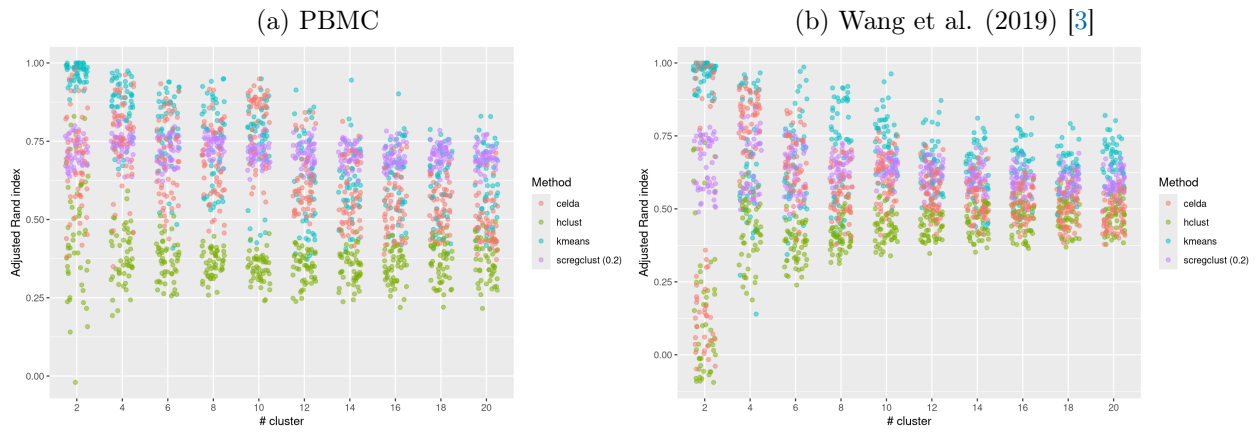 (a) PBMC
1.00
0.75
0.50
0.25
0.00
Adjusted Rand index
2 4 6 8 10 12 14 16 18 20
# cluster
Method
celda
hclust
kmeans
scregclust (0.2)
(b) Wang et al. (2019) [3]
1.00
0.75
0.50
0.25
0.00
Adjusted Rand index
2 4 6 8 10 12 14 16 18 20
# cluster
Method
celda
hclust
kmeans
scregclust (0.2)